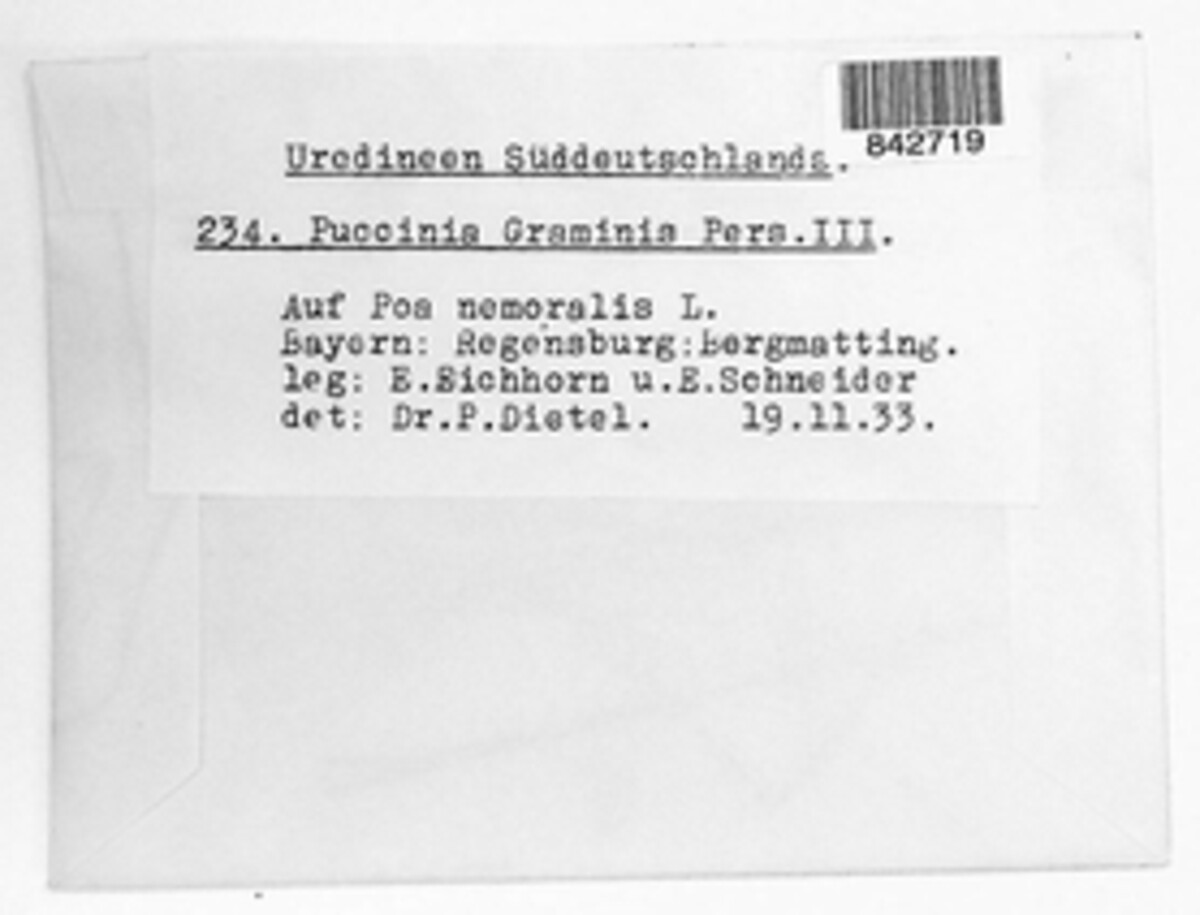 842719
Uredineen Süddeutschlands.
234. Puccinia Graminis Pers.III.
Auf Poa nemoralis L.
Bayern: Regensburg:Bergmatting.
leg: E.Eichhorn u.E.Schneider
det: Dr.P.Dietel. 19.11.33.